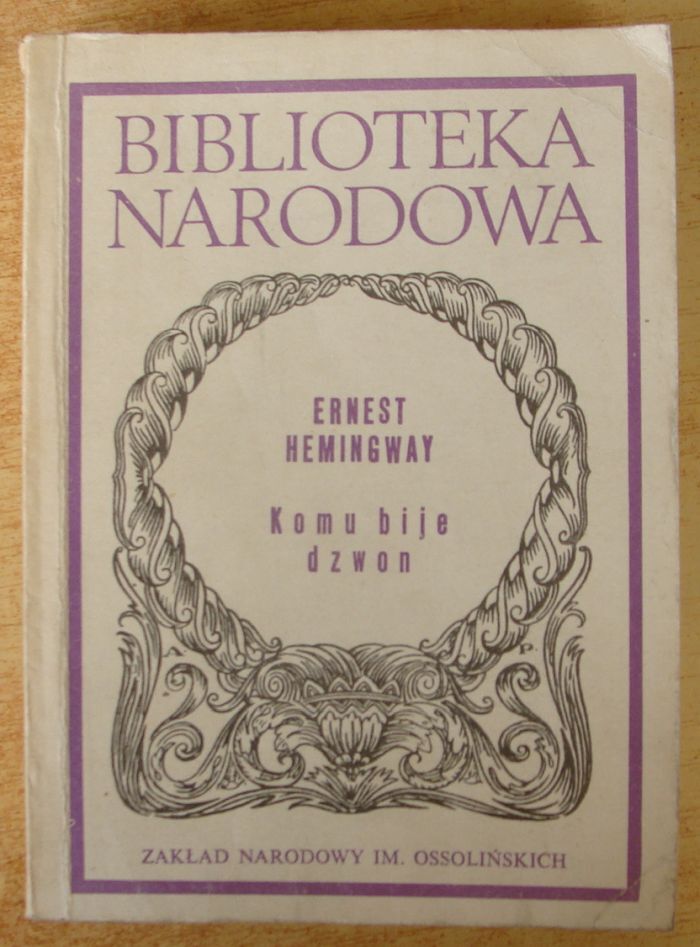 BIBLIOTEKA
NARODOWA
ERNEST
HEMINGWAY
Komu bije
dzwon
A. P.
ZAKŁAD NARODOWY IM. OSSOLIŃSKICH